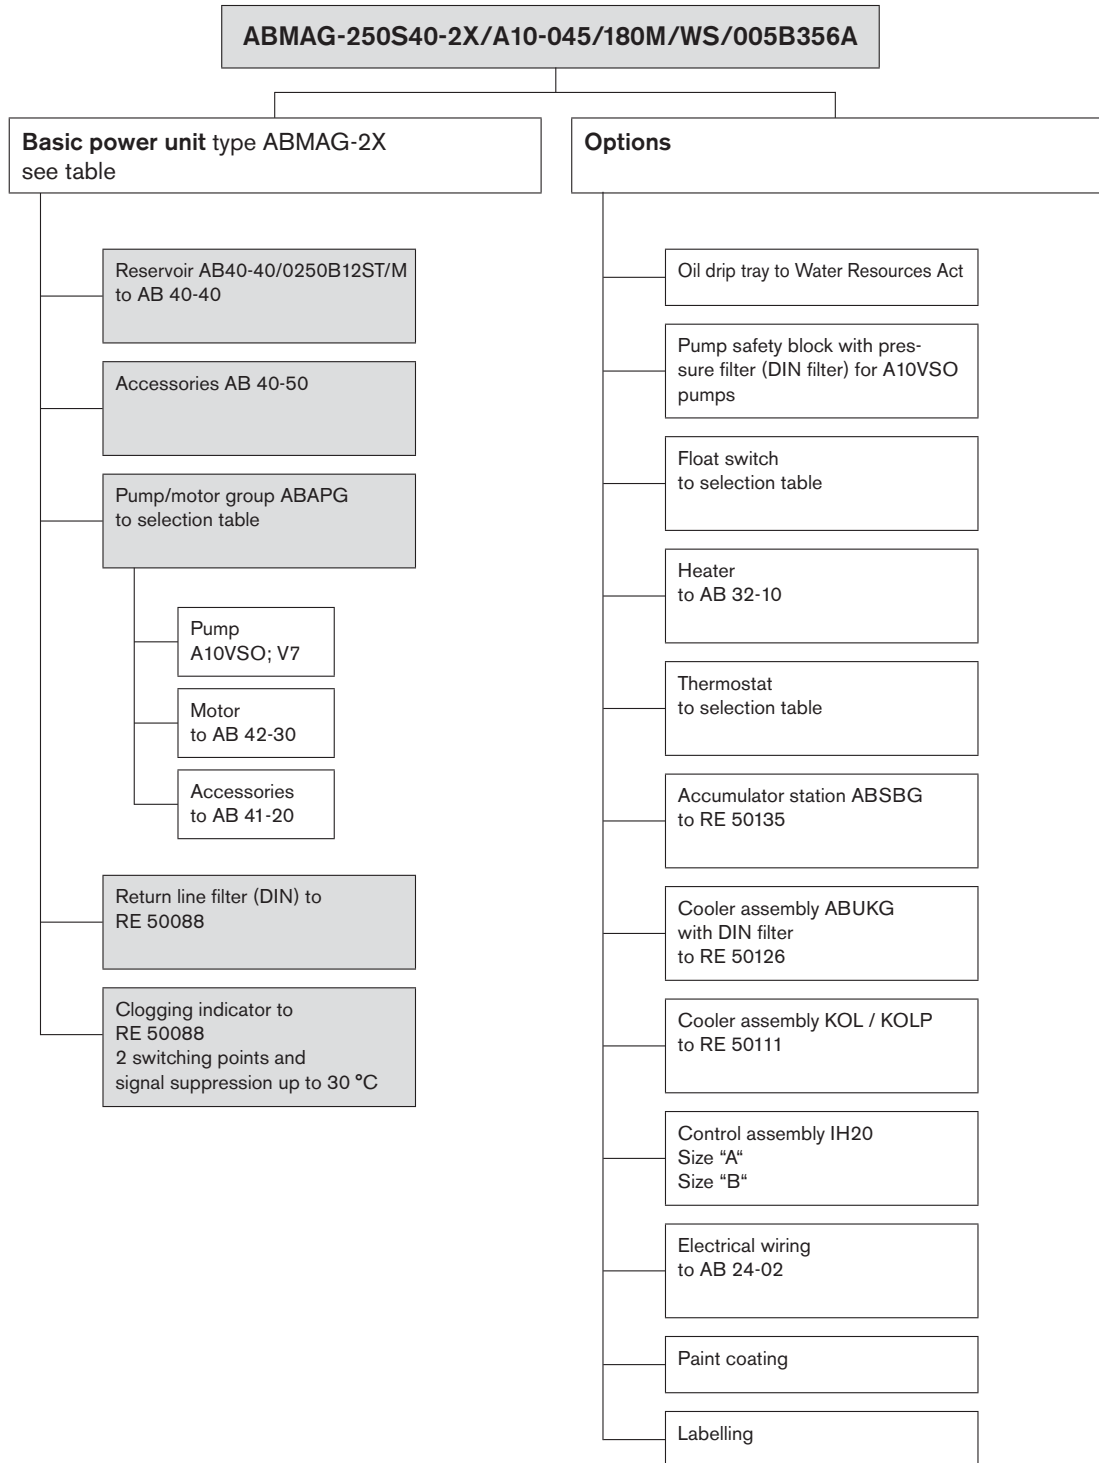 ABMAG-250S40-2X/A10-045/180M/WS/005B356A
Basic power unit type ABMAG-2X
see table
Reservoir AB40-40/0250B12ST/M
to AB 40-40
Accessories AB 40-50
Pump/motor group ABAPG
to selection table
Pump
A10VSO; V7
Motor
to AB 42-30
Accessories
to AB 41-20
Return line filter (DIN) to
RE 50088
Clogging indicator to
RE 50088
2 switching points and
signal suppression up to 30 °C
Options
Oil drip tray to Water Resources Act
Pump safety block with pres-
sure filter (DIN filter) for A10VSO
pumps
Float switch
to selection table
Heater
to AB 32-10
Thermostat
to selection table
Accumulator station ABSBG
to RE 50135
Cooler assembly ABUKG
with DIN filter
to RE 50126
Cooler assembly KOL / KOLP
to RE 50111
Control assembly IH20
Size “A“
Size “B“
Electrical wiring
to AB 24-02
Paint coating
Labelling